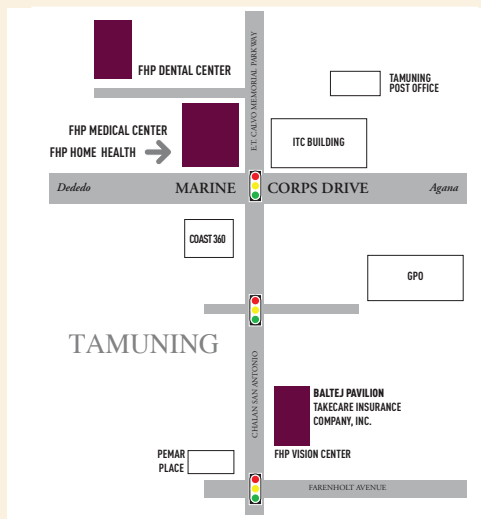 FHP DENTAL CENTER
E.T. CALVO MEMORIAL PARKWAY
TAMUNING
POST OFFICE
FHP MEDICAL CENTER
FHP HOME HEALTH
ITC BUILDING
Dededo
MARINE
CORPS DRIVE
Agana
COAST 360
GPO
TAMUNING
CHALAN SAN ANTONIO
BALTEJ PAVILION
TAKECARE INSURANCE
COMPANY, INC.
FHP VISION CENTER
PEMAR
PLACE
FARENHOLT AVENUE